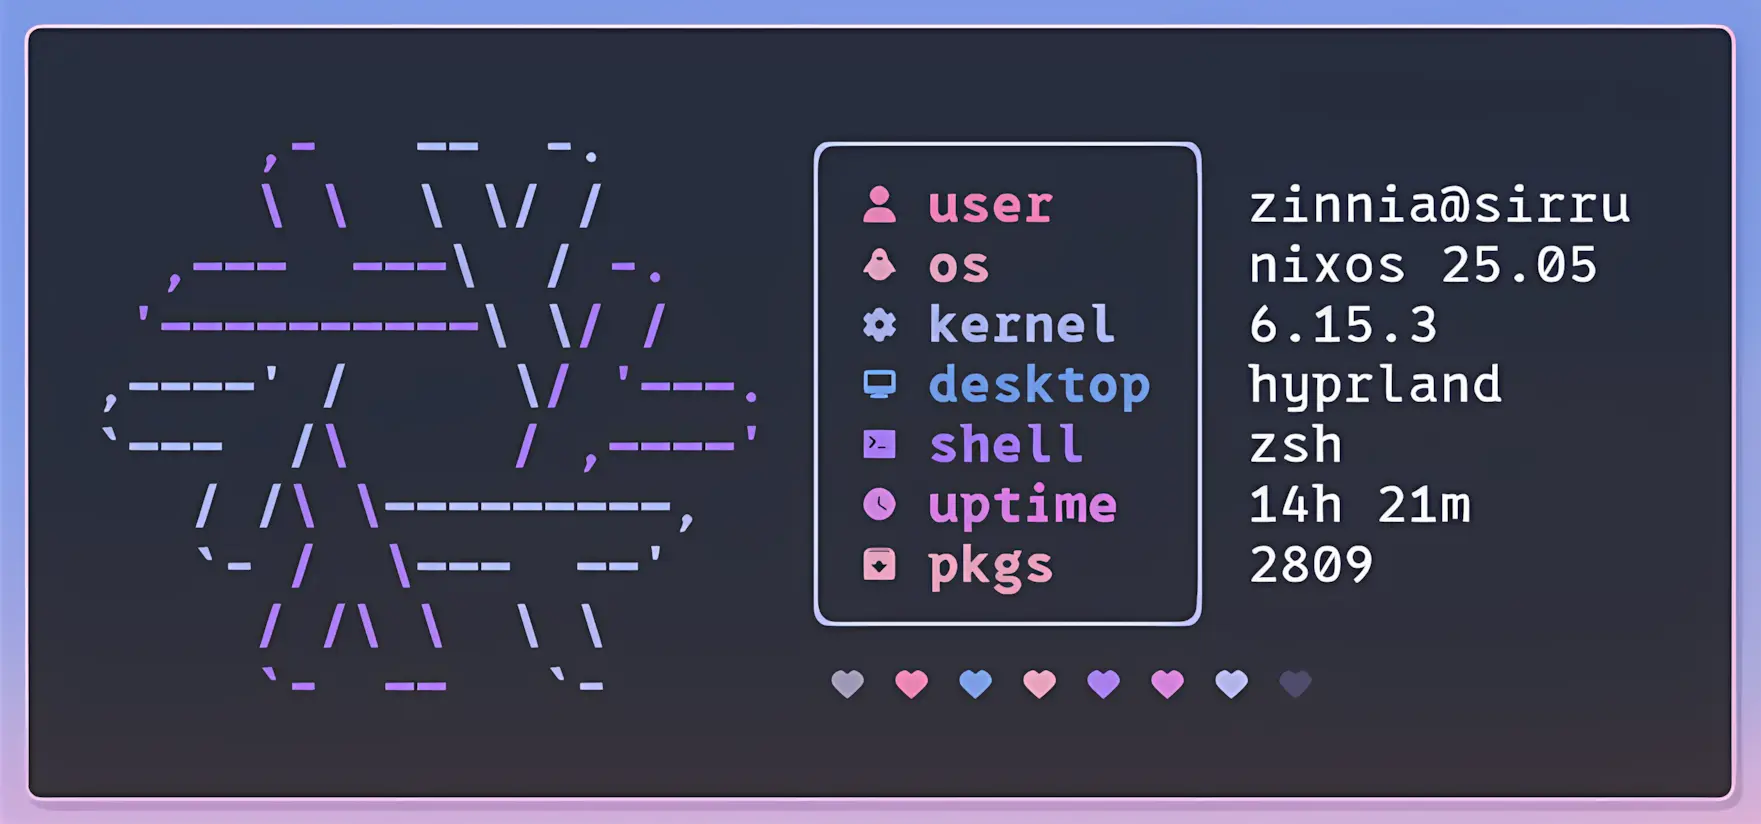 user zinnia@sirru
os nixos 25.05
kernel 6.15.3
desktop hyprland
shell zsh
uptime 14h 21m
pkgs 2809